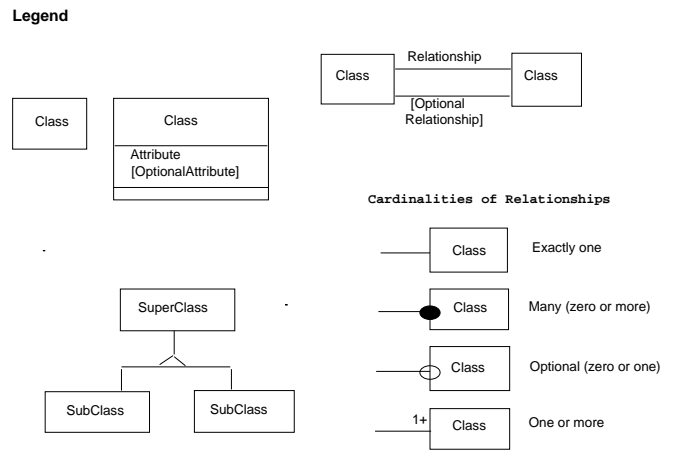 Legend
Relationship
Class
Class
[Optional
Relationship]
Class
Class
Attribute
[OptionalAttribute]
Cardinalities of Relationships
Class
Exactly one
SuperClass
Class
Many (zero or more)
Class
Optional (zero or one)
SubClass
SubClass
1+
Class
One or more